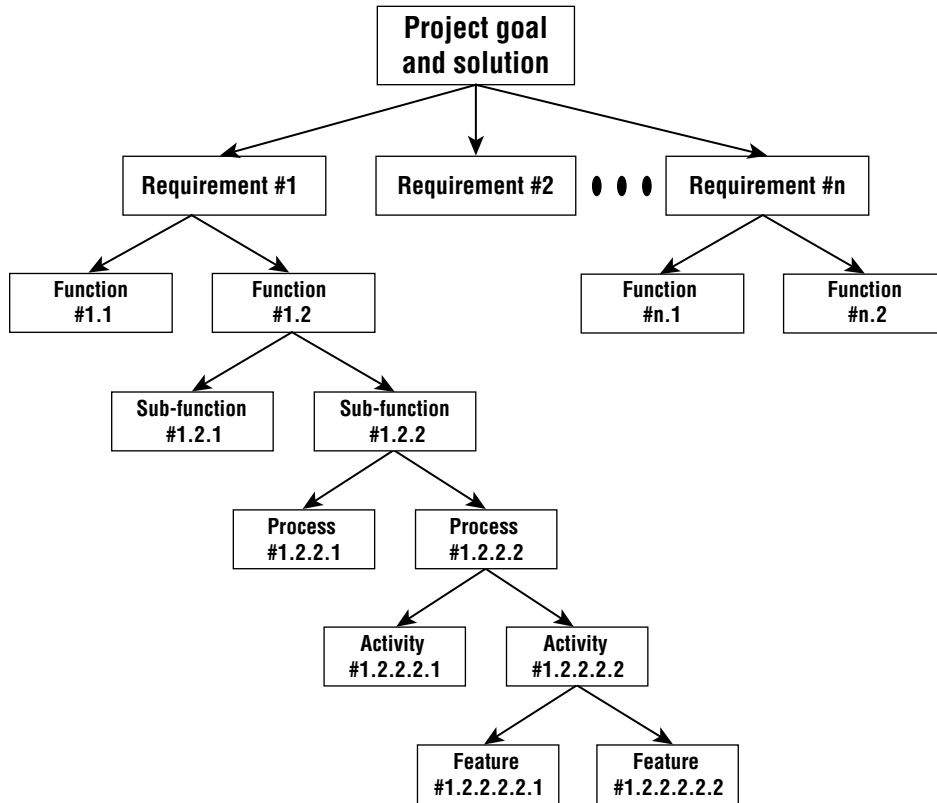 Project goal
and solution
Requirement #1
Requirement #2
Requirement #n
Function
#1.1
Function
#1.2
Function
#n.1
Function
#n.2
Sub-function
#1.2.1
Sub-function
#1.2.2
Process
#1.2.2.1
Process
#1.2.2.2
Activity
#1.2.2.2.1
Activity
#1.2.2.2.2
Feature
#1.2.2.2.2.1
Feature
#1.2.2.2.2.2